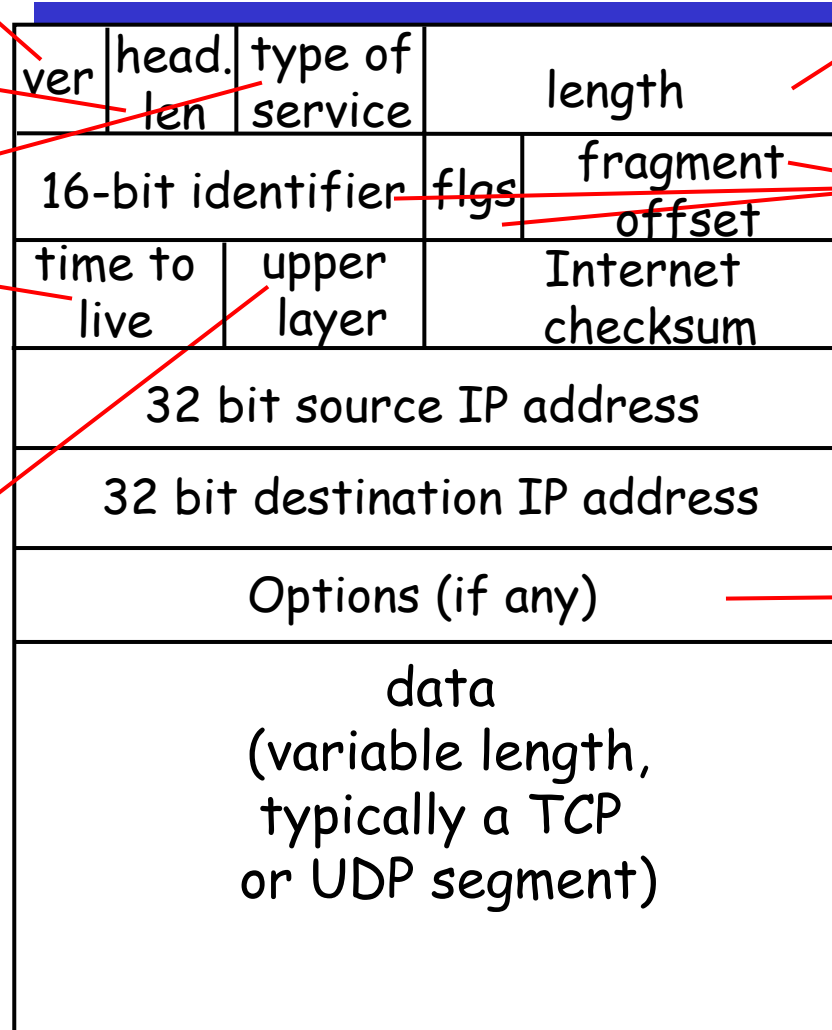 ver
head.
len
type of
service
length
16-bit identifier
flgs
fragment
offset
time to
live
upper
layer
Internet
checksum
32 bit source IP address
32 bit destination IP address
Options (if any)
data
(variable length,
typically a TCP
or UDP segment)